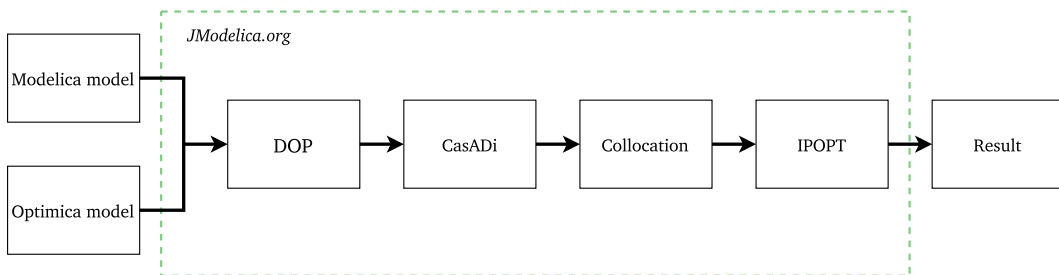 JModelica.org
Modelica model
Optimica model
DOP
CasADi
Collocation
IPOPT
Result